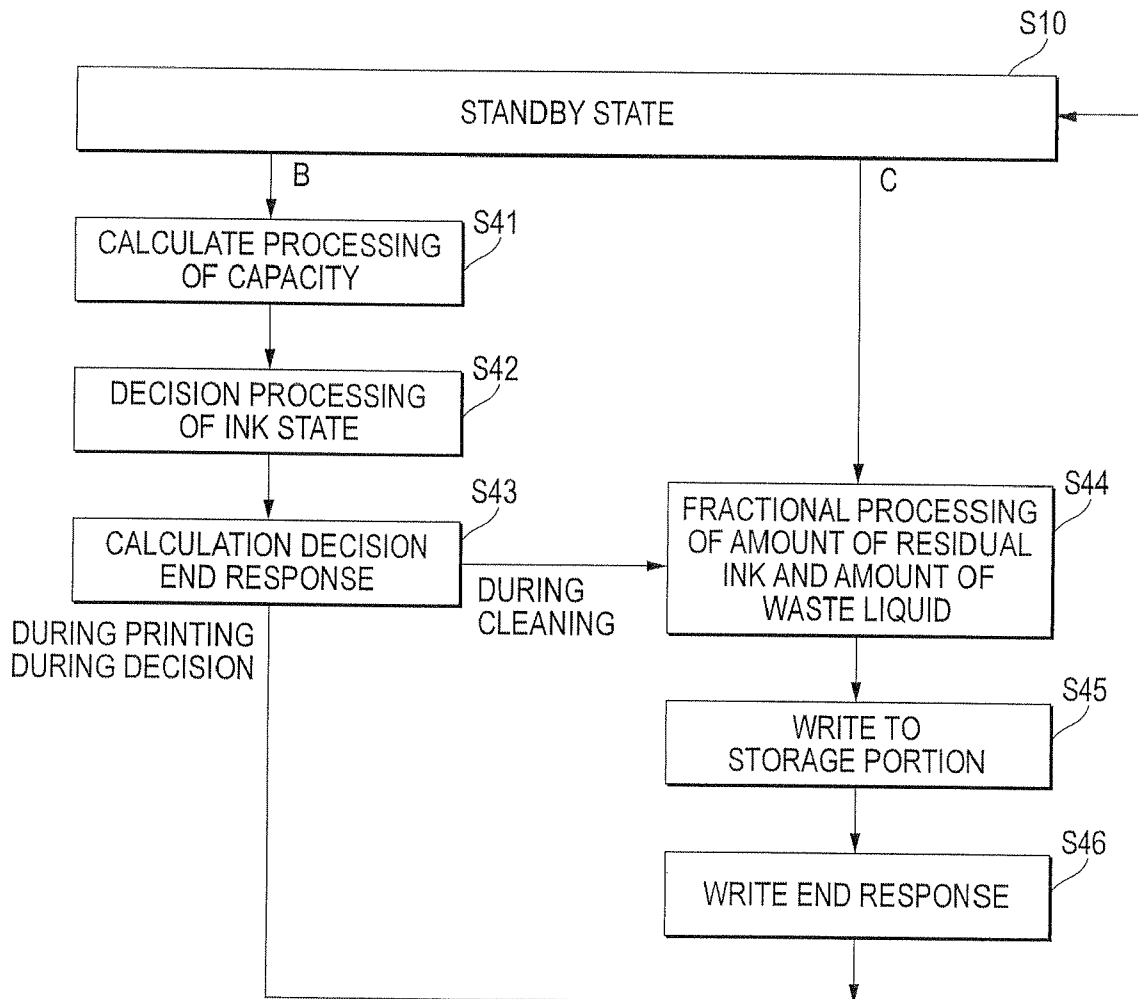 S10
STANDBY STATE
B
C
S41
CALCULATE PROCESSING
OF CAPACITY
S42
DECISION PROCESSING
OF INK STATE
S43
CALCULATION DECISION
END RESPONSE
DURING
CLEANING
S44
FRACTIONAL PROCESSING
OF AMOUNT OF RESIDUAL
INK AND AMOUNT OF
WASTE LIQUID
DURING PRINTING
DURING DECISION
S45
WRITE TO
STORAGE PORTION
S46
WRITE END RESPONSE